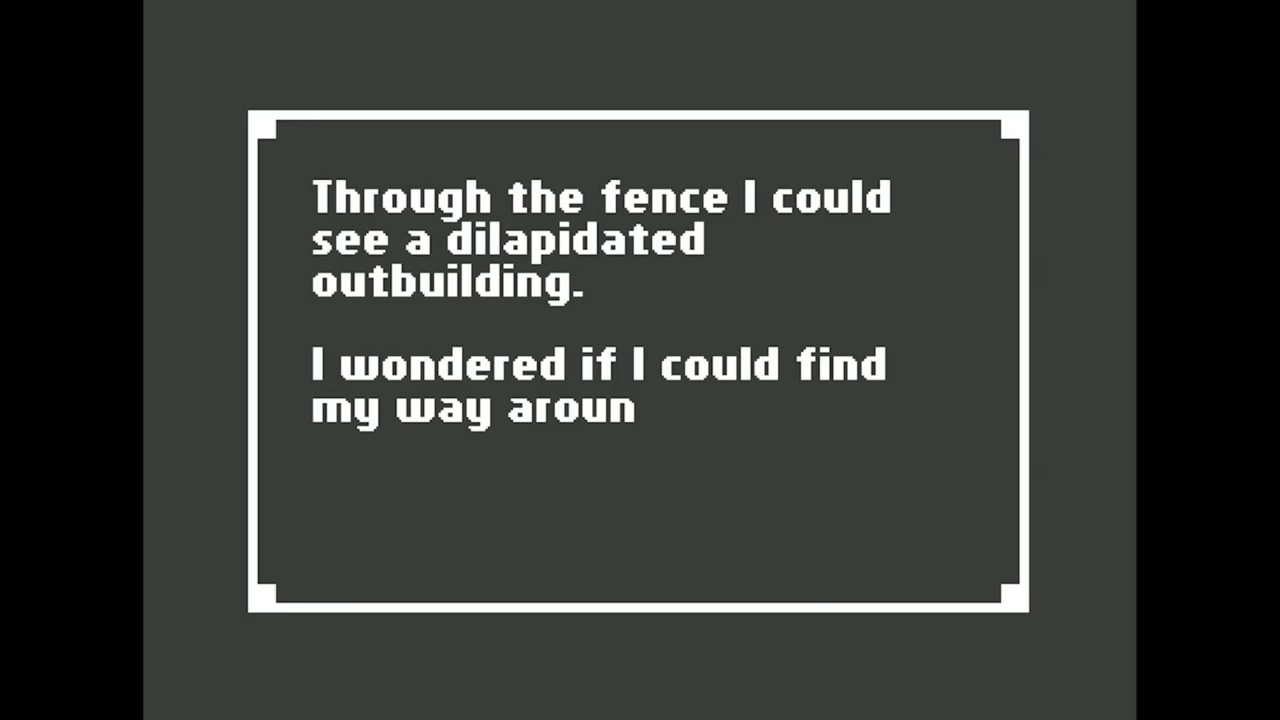 Through the fence I could
see a dilapidated
outbuilding.
I wondered if I could find
my way aroun